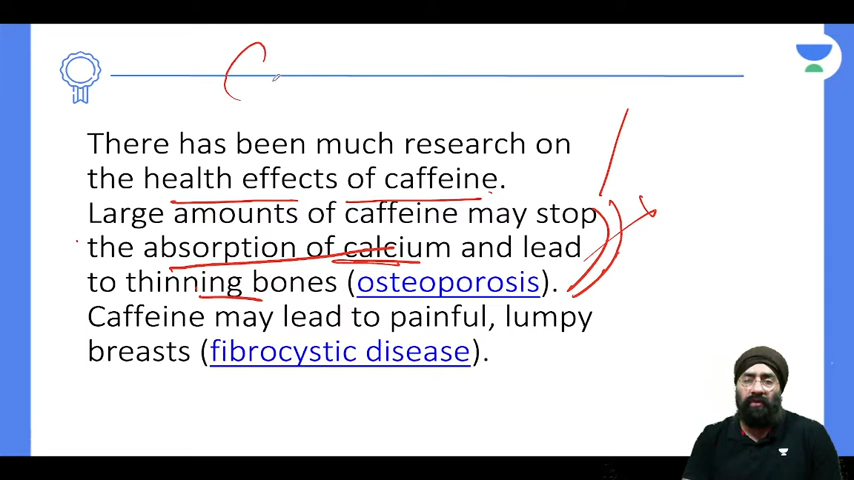 There has been much research on
the health effects of caffeine.
Large amounts of caffeine may stop
the absorption of calcium and lead
to thinning bones (osteoporosis).
Caffeine may lead to painful, lumpy
breasts (fibrocystic disease).